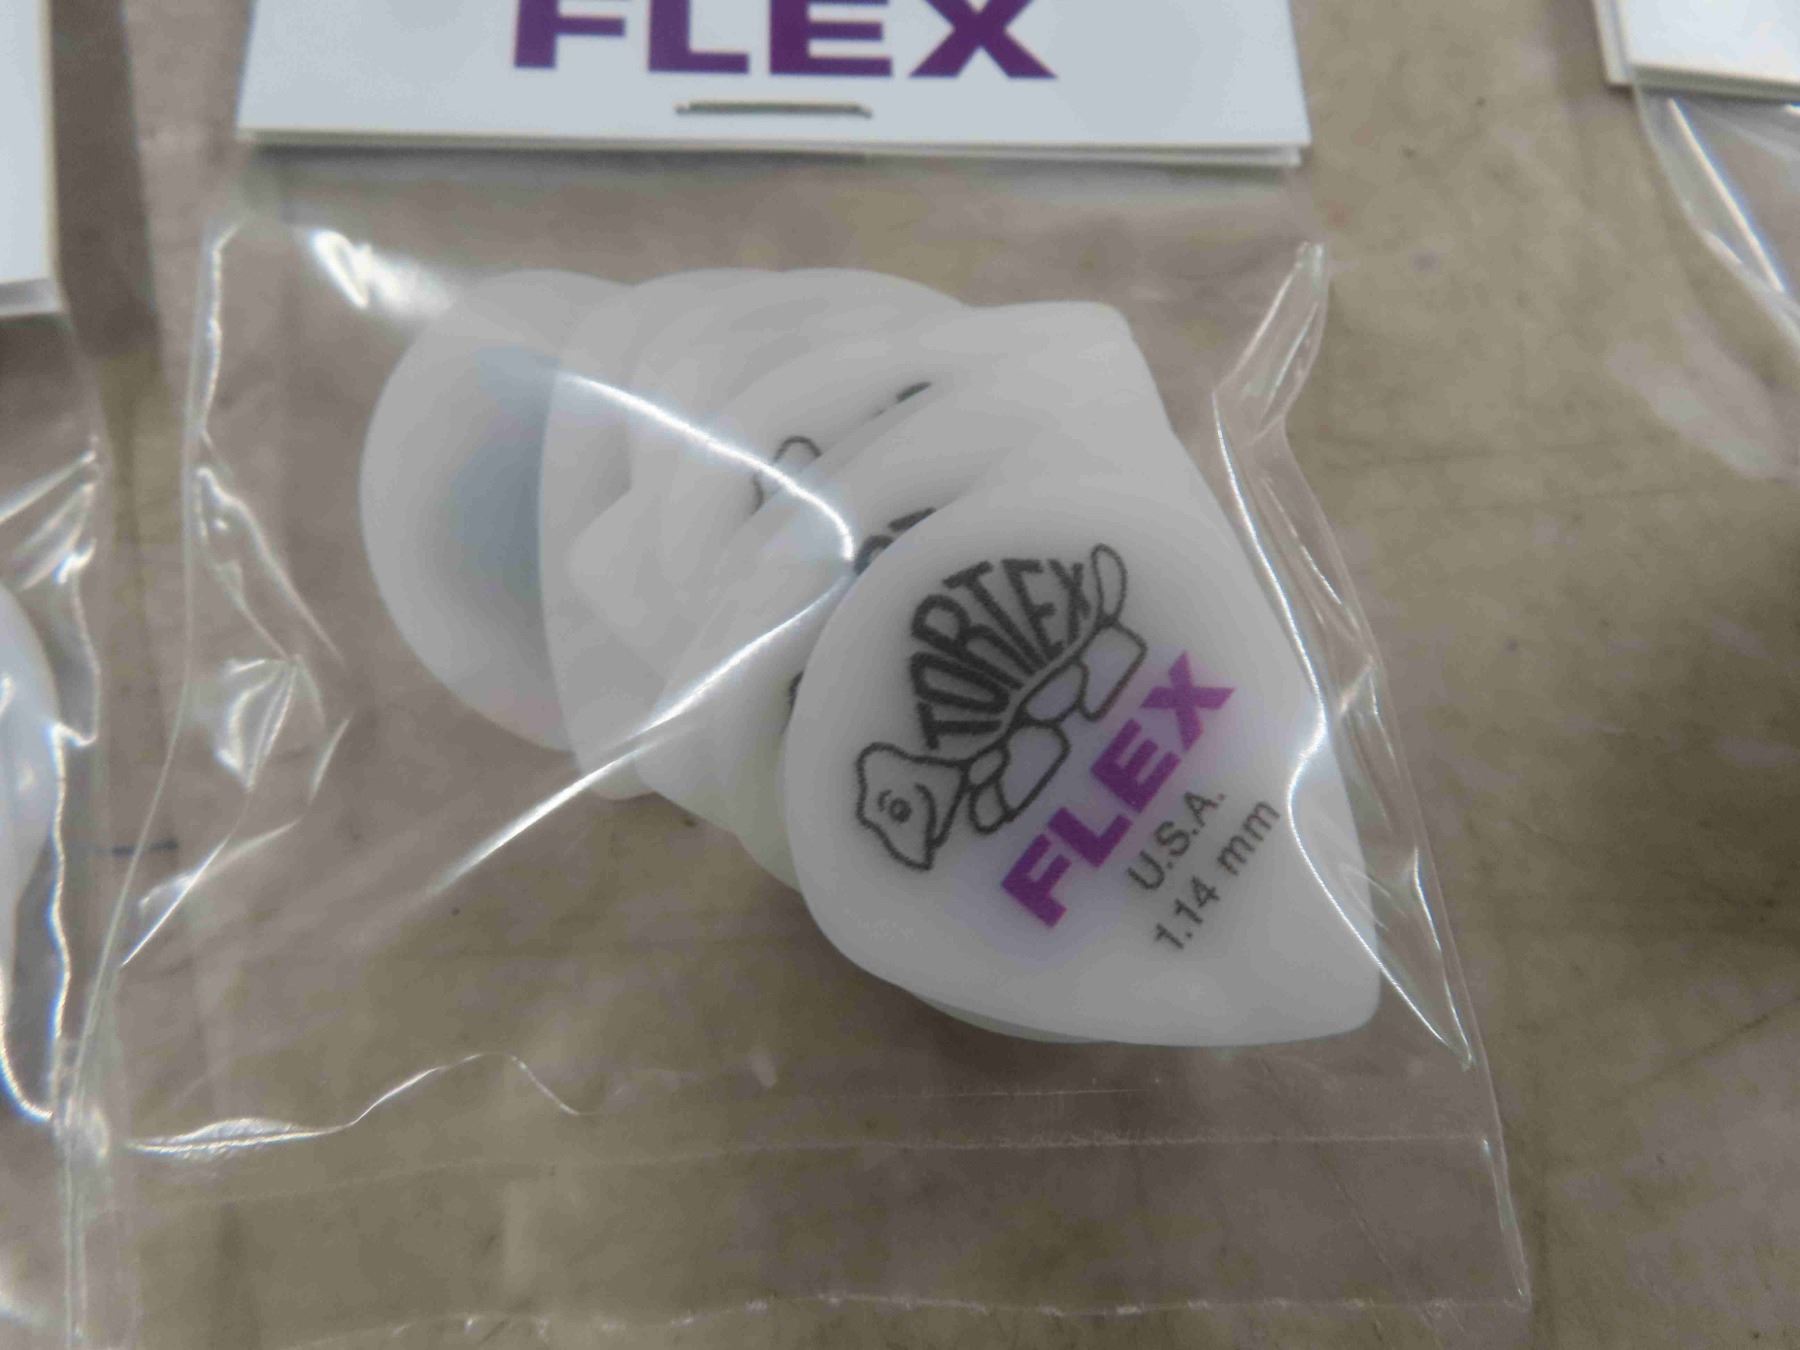 FLEX
TORTEX
FLEX
U.S.A.
1.14 mm